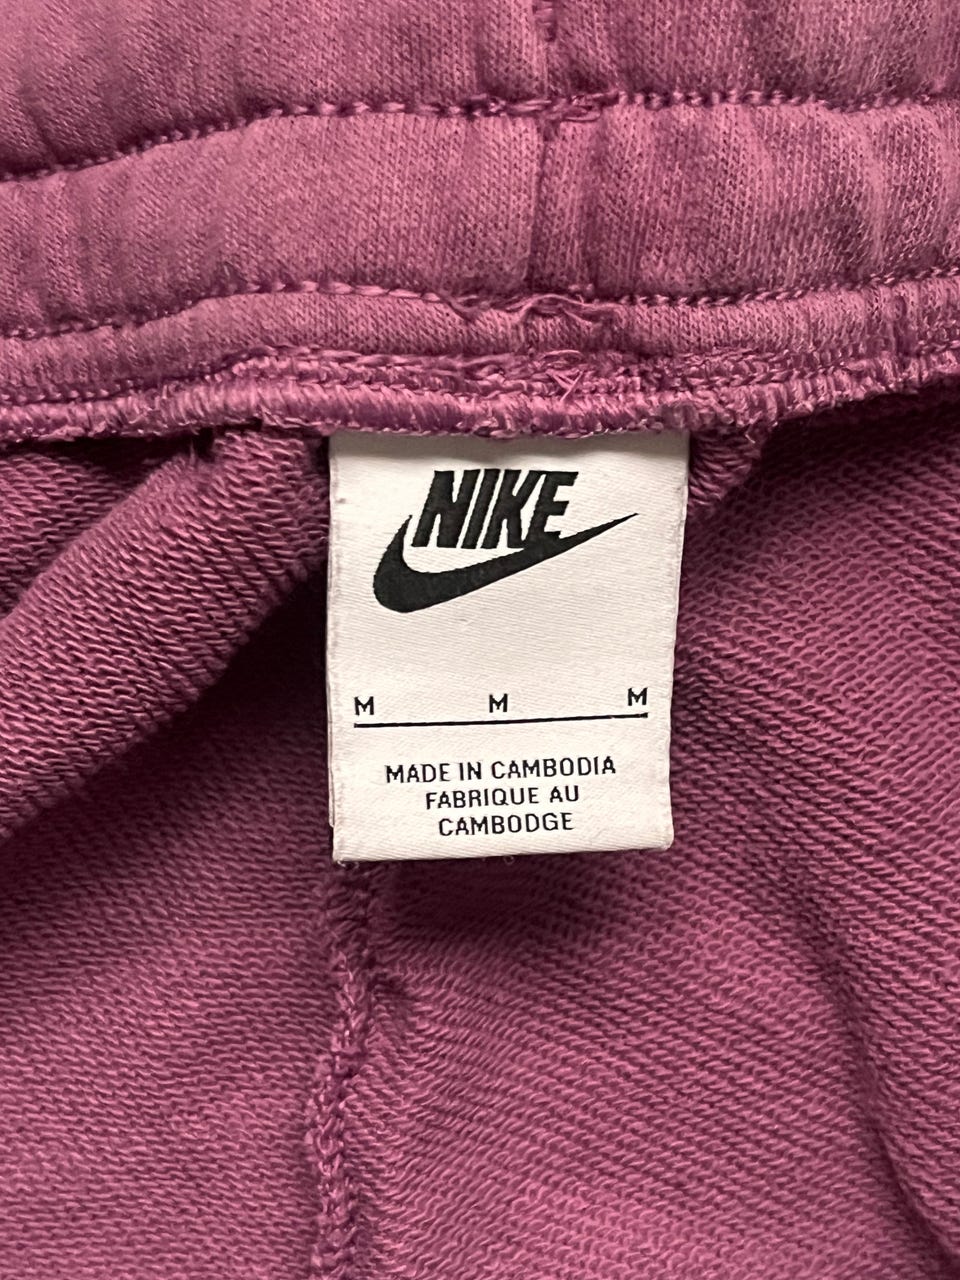 NIKE
M M M
MADE IN CAMBODIA
FABRIQUE AU
CAMBODGE